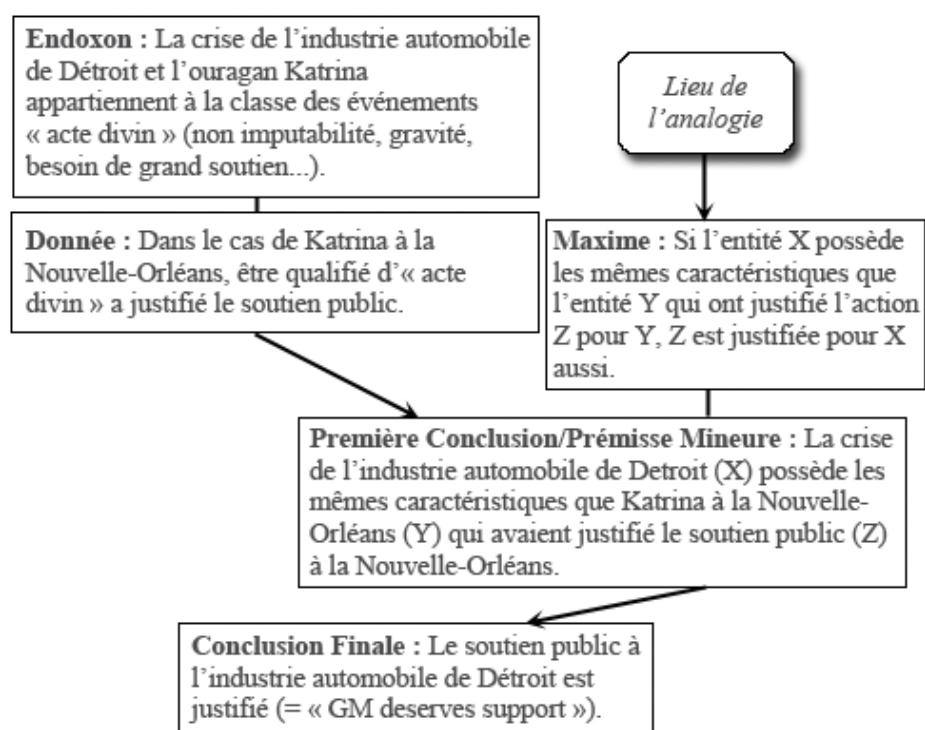 Endoxon : La crise de l’industrie automobile
de Détroit et l’ouragan Katrina
appartiennent à la classe des événements
« acte divin » (non imputabilité, gravité,
besoin de grand soutien...).
Lieu de
l’analogie
Donnée : Dans le cas de Katrina à la
Nouvelle-Orléans, être qualifié d’« acte
divin » a justifié le soutien public.
Maxime : Si l’entité X possède
les mêmes caractéristiques que
l’entité Y qui ont justifié l’action
Z pour Y, Z est justifiée pour X
aussi.
Première Conclusion/Prémisse Mineure : La crise
de l’industrie automobile de Detroit (X) possède les
mêmes caractéristiques que Katrina à la Nouvelle-
Orléans (Y) qui avaient justifié le soutien public (Z)
à la Nouvelle-Orléans.
Conclusion Finale : Le soutien public à
l’industrie automobile de Détroit est
justifié (= « GM deserves support »).